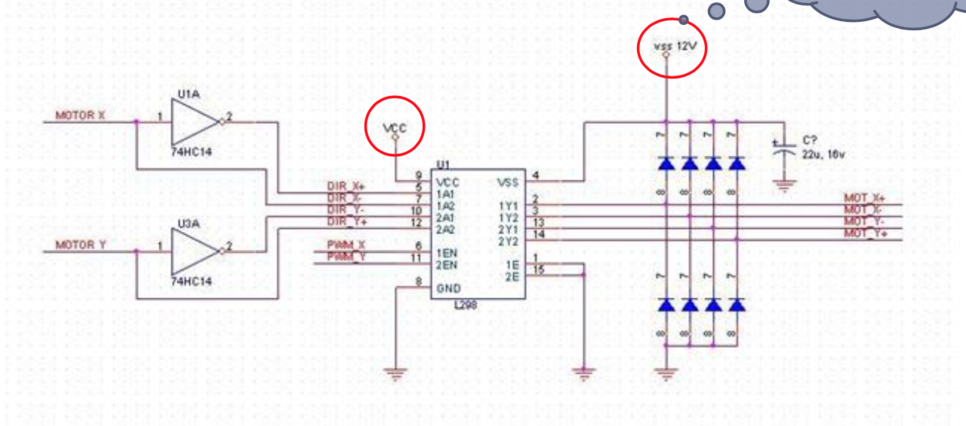 vss 12V
U1A
MOTOR X
1
2
74HC14
VCC
U3A
MOTOR Y
1
2
74HC14
DIR_X+
DIR_X-
DIR_Y-
DIR_Y+
PWM_X
PWM_Y
U1
9
5
7
10
12
6
11
8
VCC
1A1
1A2
2A1
2A2
1EN
2EN
GND
VSS
1Y1
1Y2
2Y1
2Y2
1E
2E
4
2
3
13
14
1
15
L298
7 7 7 7
8 8 8 8
7 7 7 7
8 8 8 8
C?
22u, 16v
+
MOT_X+
MOT_X-
MOT_Y-
MOT_Y+